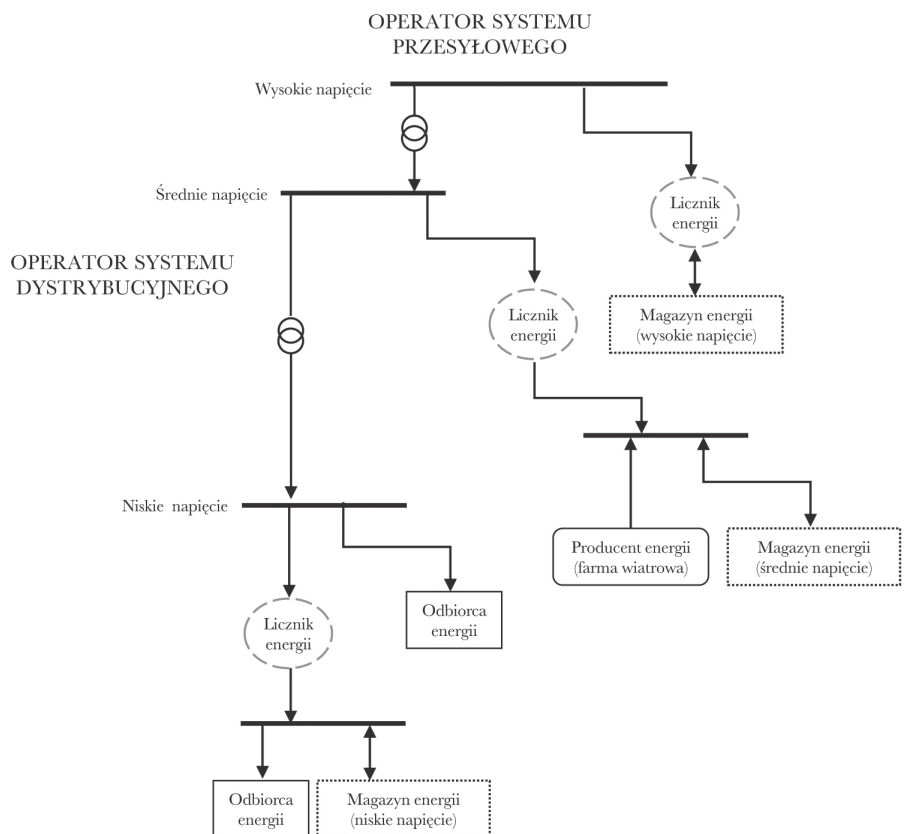 OPERATOR SYSTEMU
PRZESYŁOWEGO
Wysokie napięcie
Średnie napięcie
Licznik
energii
OPERATOR SYSTEMU
DYSTRYBUCYJNEGO
Licznik
energii
Magazyn energii
(wysokie napięcie)
Niskie napięcie
Producent energii
(farma wiatrowa)
Magazyn energii
(średnie napięcie)
Odbiorca
energii
Licznik
energii
Odbiorca
energii
Magazyn energii
(niskie napięcie)